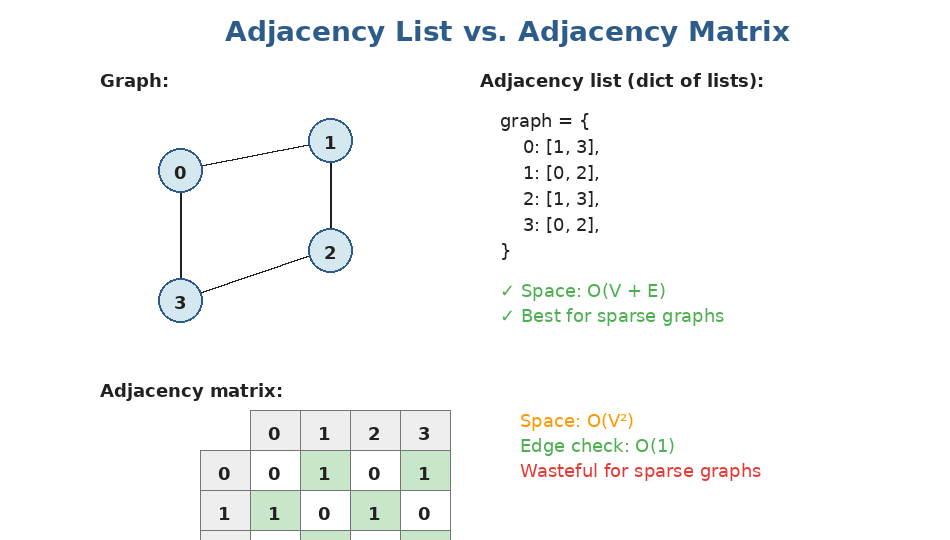 Adjacency List vs. Adjacency Matrix
Graph:
0
1
2
3
Adjacency list (dict of lists):
graph = {
0: [1, 3],
1: [0, 2],
2: [1, 3],
3: [0, 2],
}
✓ Space: O(V + E)
✓ Best for sparse graphs
Adjacency matrix:
0 1 2 3
0 0 1 0 1
1 1 0 1 0
Space: O(V²)
Edge check: O(1)
Wasteful for sparse graphs